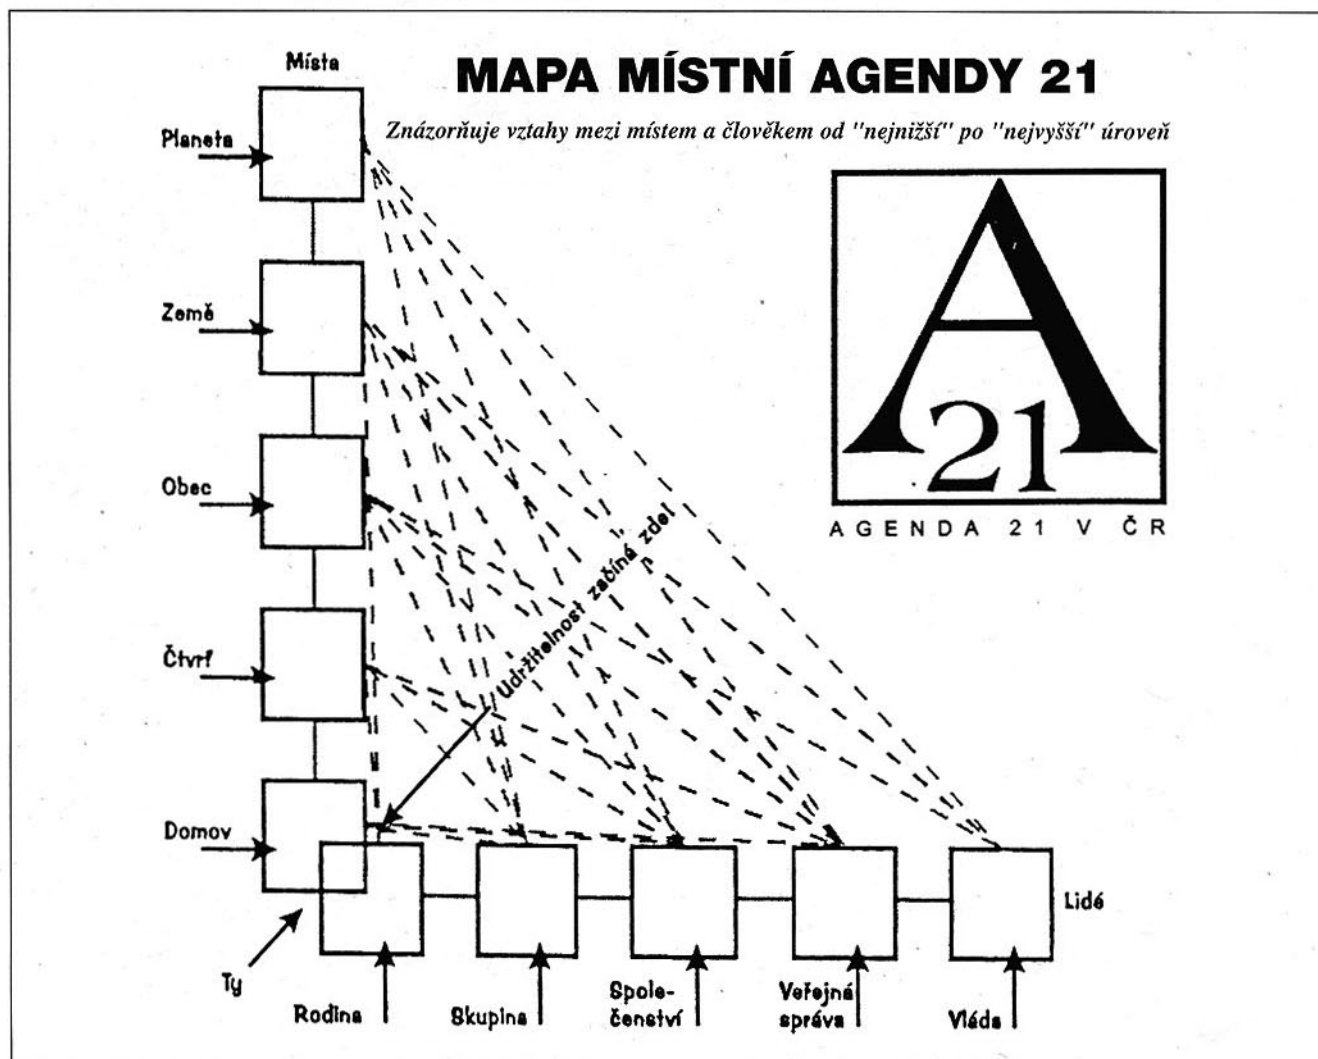 Místa
MAPA MÍSTNÍ AGENDY 21
Znázorňuje vztahy mezi místem a člověkem od "nejnižší" po "nejvyšší" úroveň
Planeta
Země
Obec
Čtvrť
Domov
Ty
A
21
AGENDA 21 V ČR
Udržitelnost začíná zde!
Lidé
Rodina
Skupina
Spole-
čenství
Veřejná
správa
Vláda